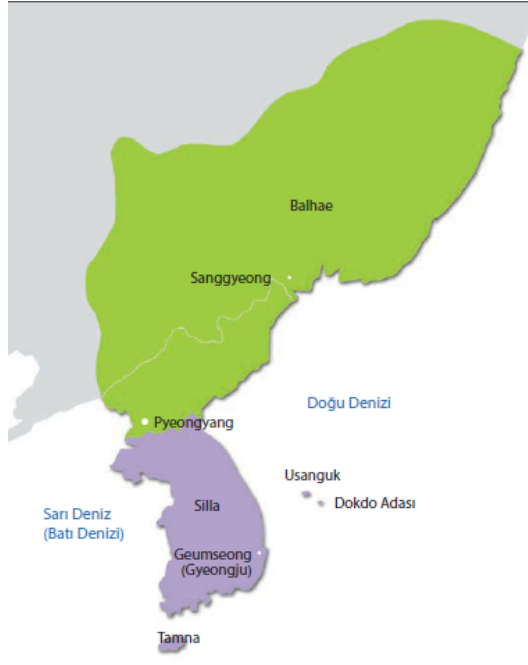 Balhae
Sanggyeong
Doğu Denizi
Pyeongyang
Usanguk
Dokdo Adası
Silla
Sarı Deniz
(Batı Denizi)
Geumseong
(Gyeongju)
Tamna